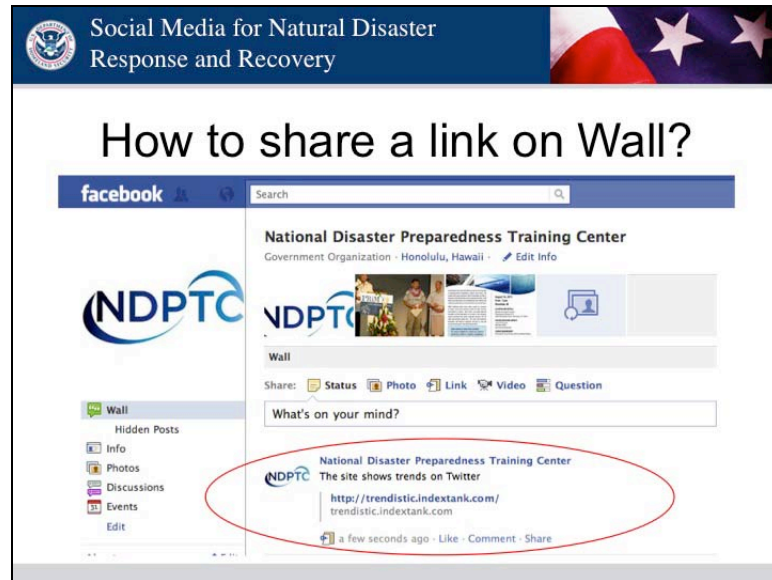 Social Media for Natural Disaster
Response and Recovery
How to share a link on Wall?
facebook
Search
National Disaster Preparedness Training Center
Government Organization · Honolulu, Hawaii · Edit Info
NDPTC
NDPT
Wall
Share: Status Photo Link Video Question
What's on your mind?
Wall
Hidden Posts
Info
Photos
Discussions
31 Events
Edit
NDPTC
National Disaster Preparedness Training Center
The site shows trends on Twitter
http://trendistic.indextank.com/
trendistic.indextank.com
a few seconds ago · Like · Comment · Share